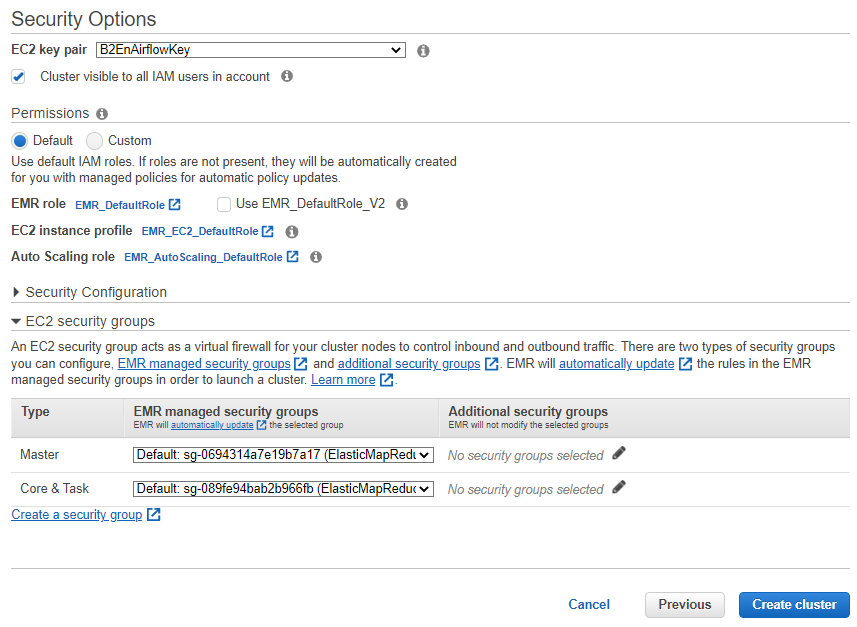 Security Options
EC2 key pair B2EnAirflowKey
Cluster visible to all IAM users in account
Permissions
Default Custom
Use default IAM roles. If roles are not present, they will be automatically created
for you with managed policies for automatic policy updates.
EMR role EMR_DefaultRole Use EMR_DefaultRole_V2
EC2 instance profile EMR_EC2_DefaultRole
Auto Scaling role EMR_AutoScaling_DefaultRole
Security Configuration
EC2 security groups
An EC2 security group acts as a virtual firewall for your cluster nodes to control inbound and outbound traffic. There are two types of security groups
you can configure, EMR managed security groups and additional security groups. EMR will automatically update the rules in the EMR
managed security groups in order to launch a cluster. Learn more.
Type EMR managed security groups Additional security groups
EMR will automatically update the selected group EMR will not modify the selected groups
Master Default: sg-0694314a7e19b7a17 (ElasticMapReduc No security groups selected
Core & Task Default: sg-089fe94bab2b966fb (ElasticMapReduc No security groups selected
Create a security group
Cancel Previous Create cluster